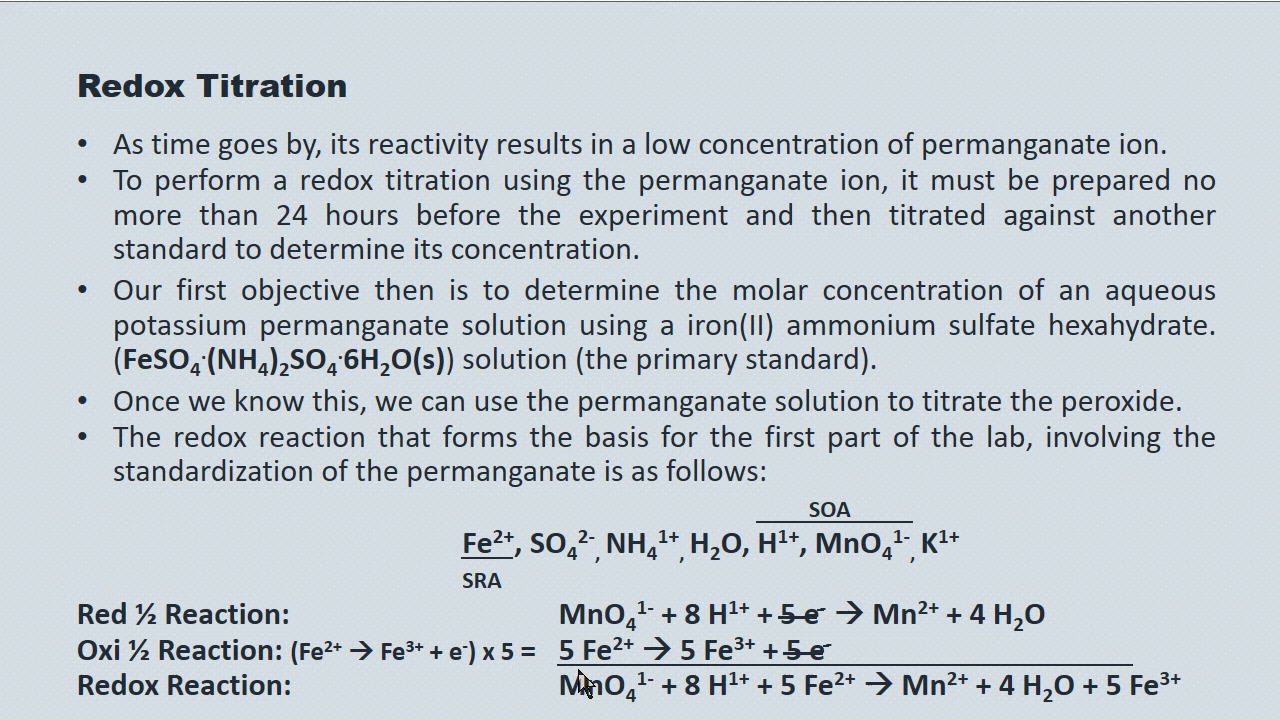 Redox Titration
• As time goes by, its reactivity results in a low concentration of permanganate ion.
• To perform a redox titration using the permanganate ion, it must be prepared no
more than 24 hours before the experiment and then titrated against another
standard to determine its concentration.
• Our first objective then is to determine the molar concentration of an aqueous
potassium permanganate solution using a iron(II) ammonium sulfate hexahydrate.
(FeSO₄·(NH₄)₂SO₄·6H₂O(s)) solution (the primary standard).
• Once we know this, we can use the permanganate solution to titrate the peroxide.
• The redox reaction that forms the basis for the first part of the lab, involving the
standardization of the permanganate is as follows:
SOA
Fe²⁺, SO₄²⁻, NH₄¹⁺, H₂O, H¹⁺, MnO₄¹⁻, K¹⁺
SRA
Red ½ Reaction: MnO₄¹⁻ + 8 H¹⁺ + 5 e⁻ → Mn²⁺ + 4 H₂O
Oxi ½ Reaction: (Fe²⁺ → Fe³⁺ + e⁻) x 5 = 5 Fe²⁺ → 5 Fe³⁺ + 5 e⁻
Redox Reaction: MnO₄¹⁻ + 8 H¹⁺ + 5 Fe²⁺ → Mn²⁺ + 4 H₂O + 5 Fe³⁺